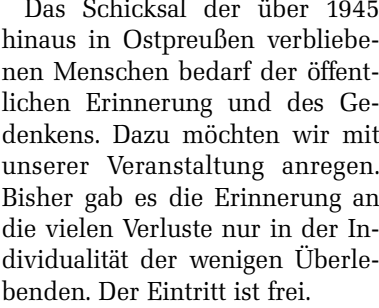 Das Schicksal der über 1945
hinaus in Ostpreußen verbliebe-
nen Menschen bedarf der öffent-
lichen Erinnerung und des Ge-
denkens. Dazu möchten wir mit
unserer Veranstaltung anregen.
Bisher gab es die Erinnerung an
die vielen Verluste nur in der In-
dividualität der wenigen Überle-
benden. Der Eintritt ist frei.